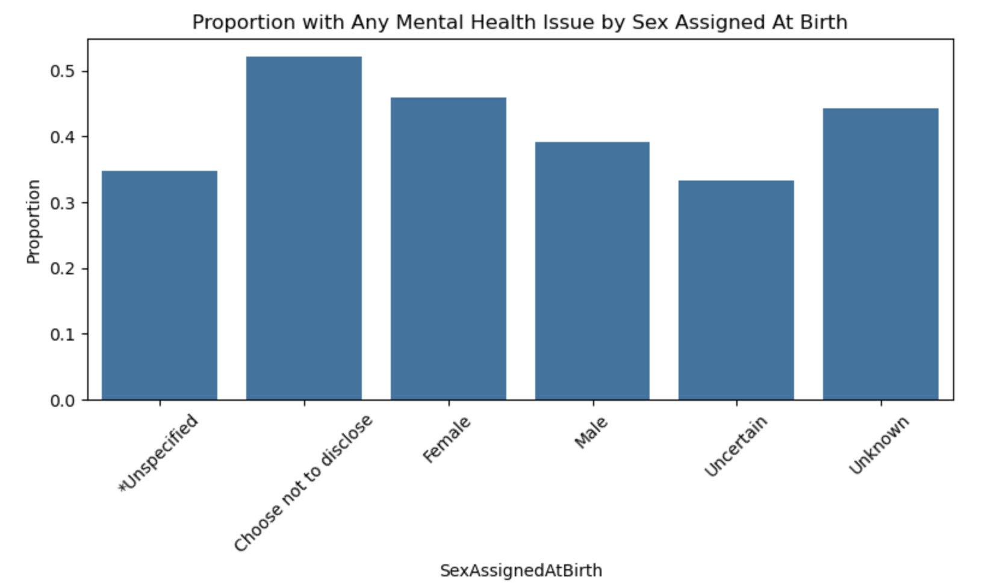 Proportion with Any Mental Health Issue by Sex Assigned At Birth
0.5
0.4
0.3
0.2
0.1
0.0
Proportion
*Unspecified
Choose not to disclose
Female
Male
Uncertain
Unknown
SexAssignedAtBirth